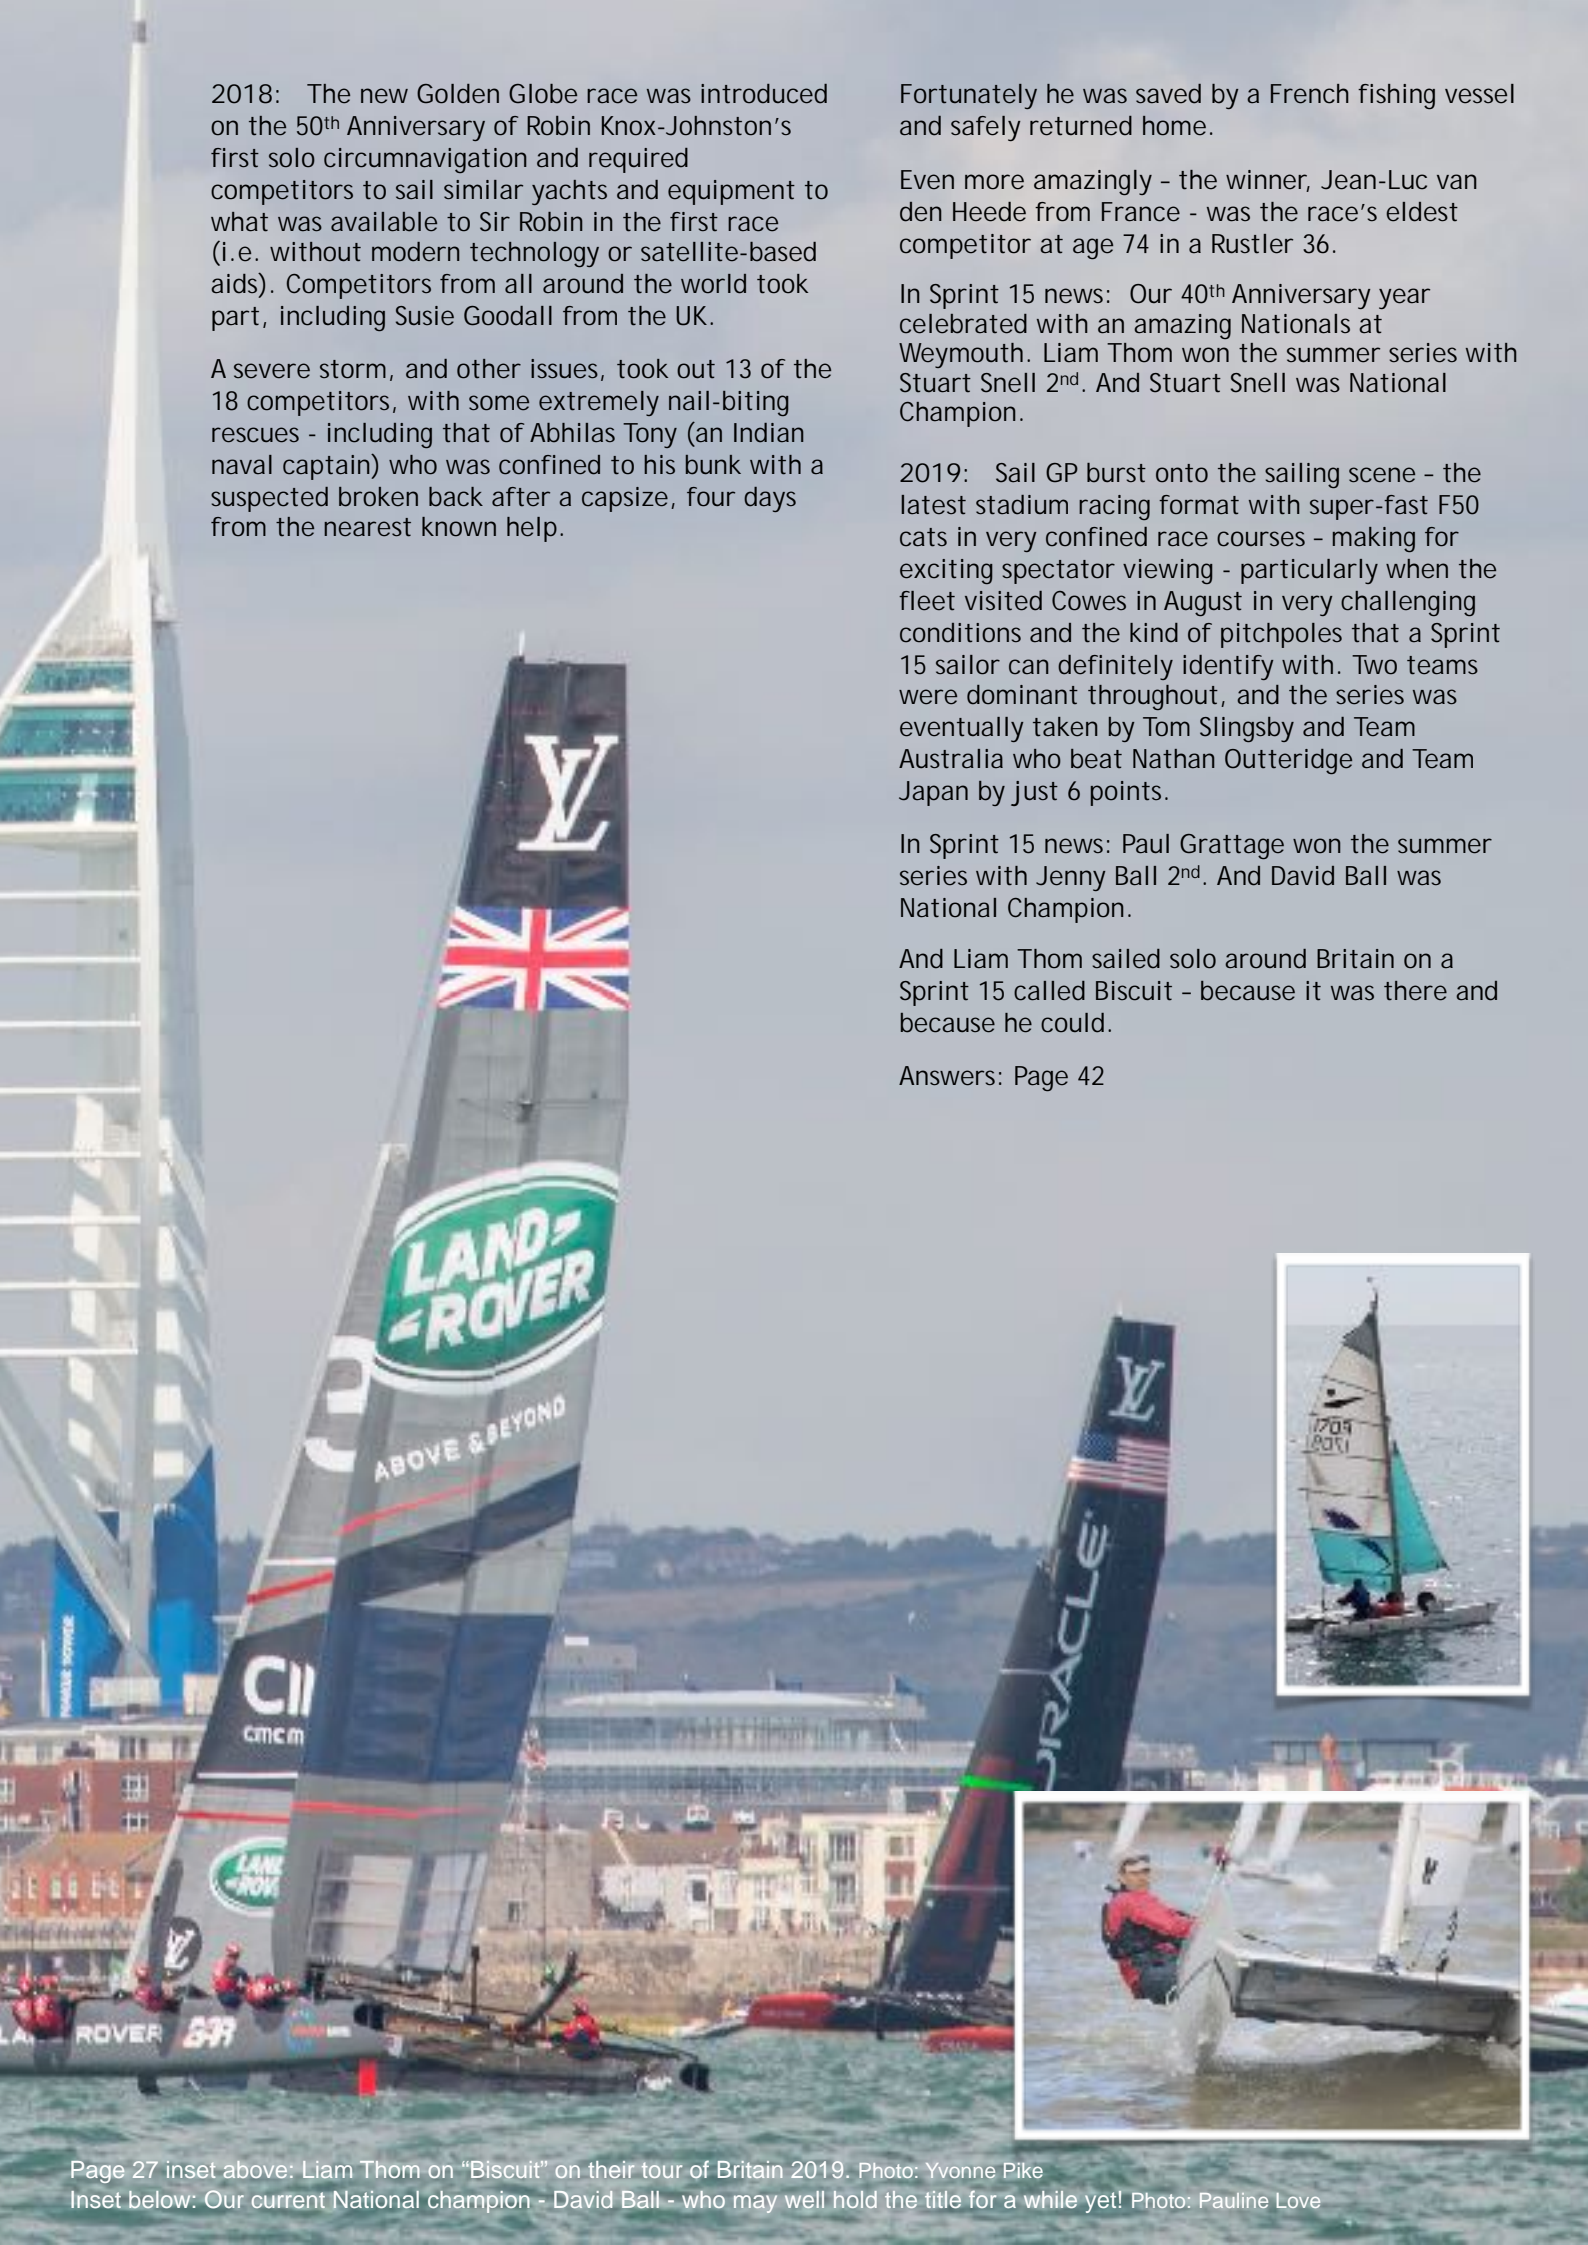 2018:   The new Golden Globe race was introduced
on the 50th Anniversary of Robin Knox-Johnston’s
first solo circumnavigation and required
competitors to sail similar yachts and equipment to
what was available to Sir Robin in the first race
(i.e. without modern technology or satellite-based
aids). Competitors from all around the world took
part, including Susie Goodall from the UK.
A severe storm, and other issues, took out 13 of the
18 competitors, with some extremely nail-biting
rescues - including that of Abhilas Tony (an Indian
naval captain) who was confined to his bunk with a
suspected broken back after a capsize, four days
from the nearest known help.
Fortunately he was saved by a French fishing vessel
and safely returned home.
Even more amazingly – the winner, Jean-Luc van
den Heede from France - was the race’s eldest
competitor at age 74 in a Rustler 36.
In Sprint 15 news:  Our 40th Anniversary year
celebrated with an amazing Nationals at
Weymouth. Liam Thom won the summer series with
Stuart Snell 2nd. And Stuart Snell was National
Champion.
2019:   Sail GP burst onto the sailing scene – the
latest stadium racing format with super-fast F50
cats in very confined race courses – making for
exciting spectator viewing - particularly when the
fleet visited Cowes in August in very challenging
conditions and the kind of pitchpoles that a Sprint
15 sailor can definitely identify with. Two teams
were dominant throughout, and the series was
eventually taken by Tom Slingsby and Team
Australia who beat Nathan Outteridge and Team
Japan by just 6 points.
In Sprint 15 news: Paul Grattage won the summer
series with Jenny Ball 2nd. And David Ball was
National Champion.
And Liam Thom sailed solo around Britain on a
Sprint 15 called Biscuit – because it was there and
because he could.
Answers: Page 42
LV
LAND-
-ROVER
3
ABOVE & BEYOND
LV
ORACLE
1709
CI
cmc m
LAND
ROV
LV
ROVER BAR
Page 27 inset above: Liam Thom on “Biscuit” on their tour of Britain 2019. Photo: Yvonne Pike
Inset below: Our current National champion - David Ball - who may well hold the title for a while yet! Photo: Pauline Love